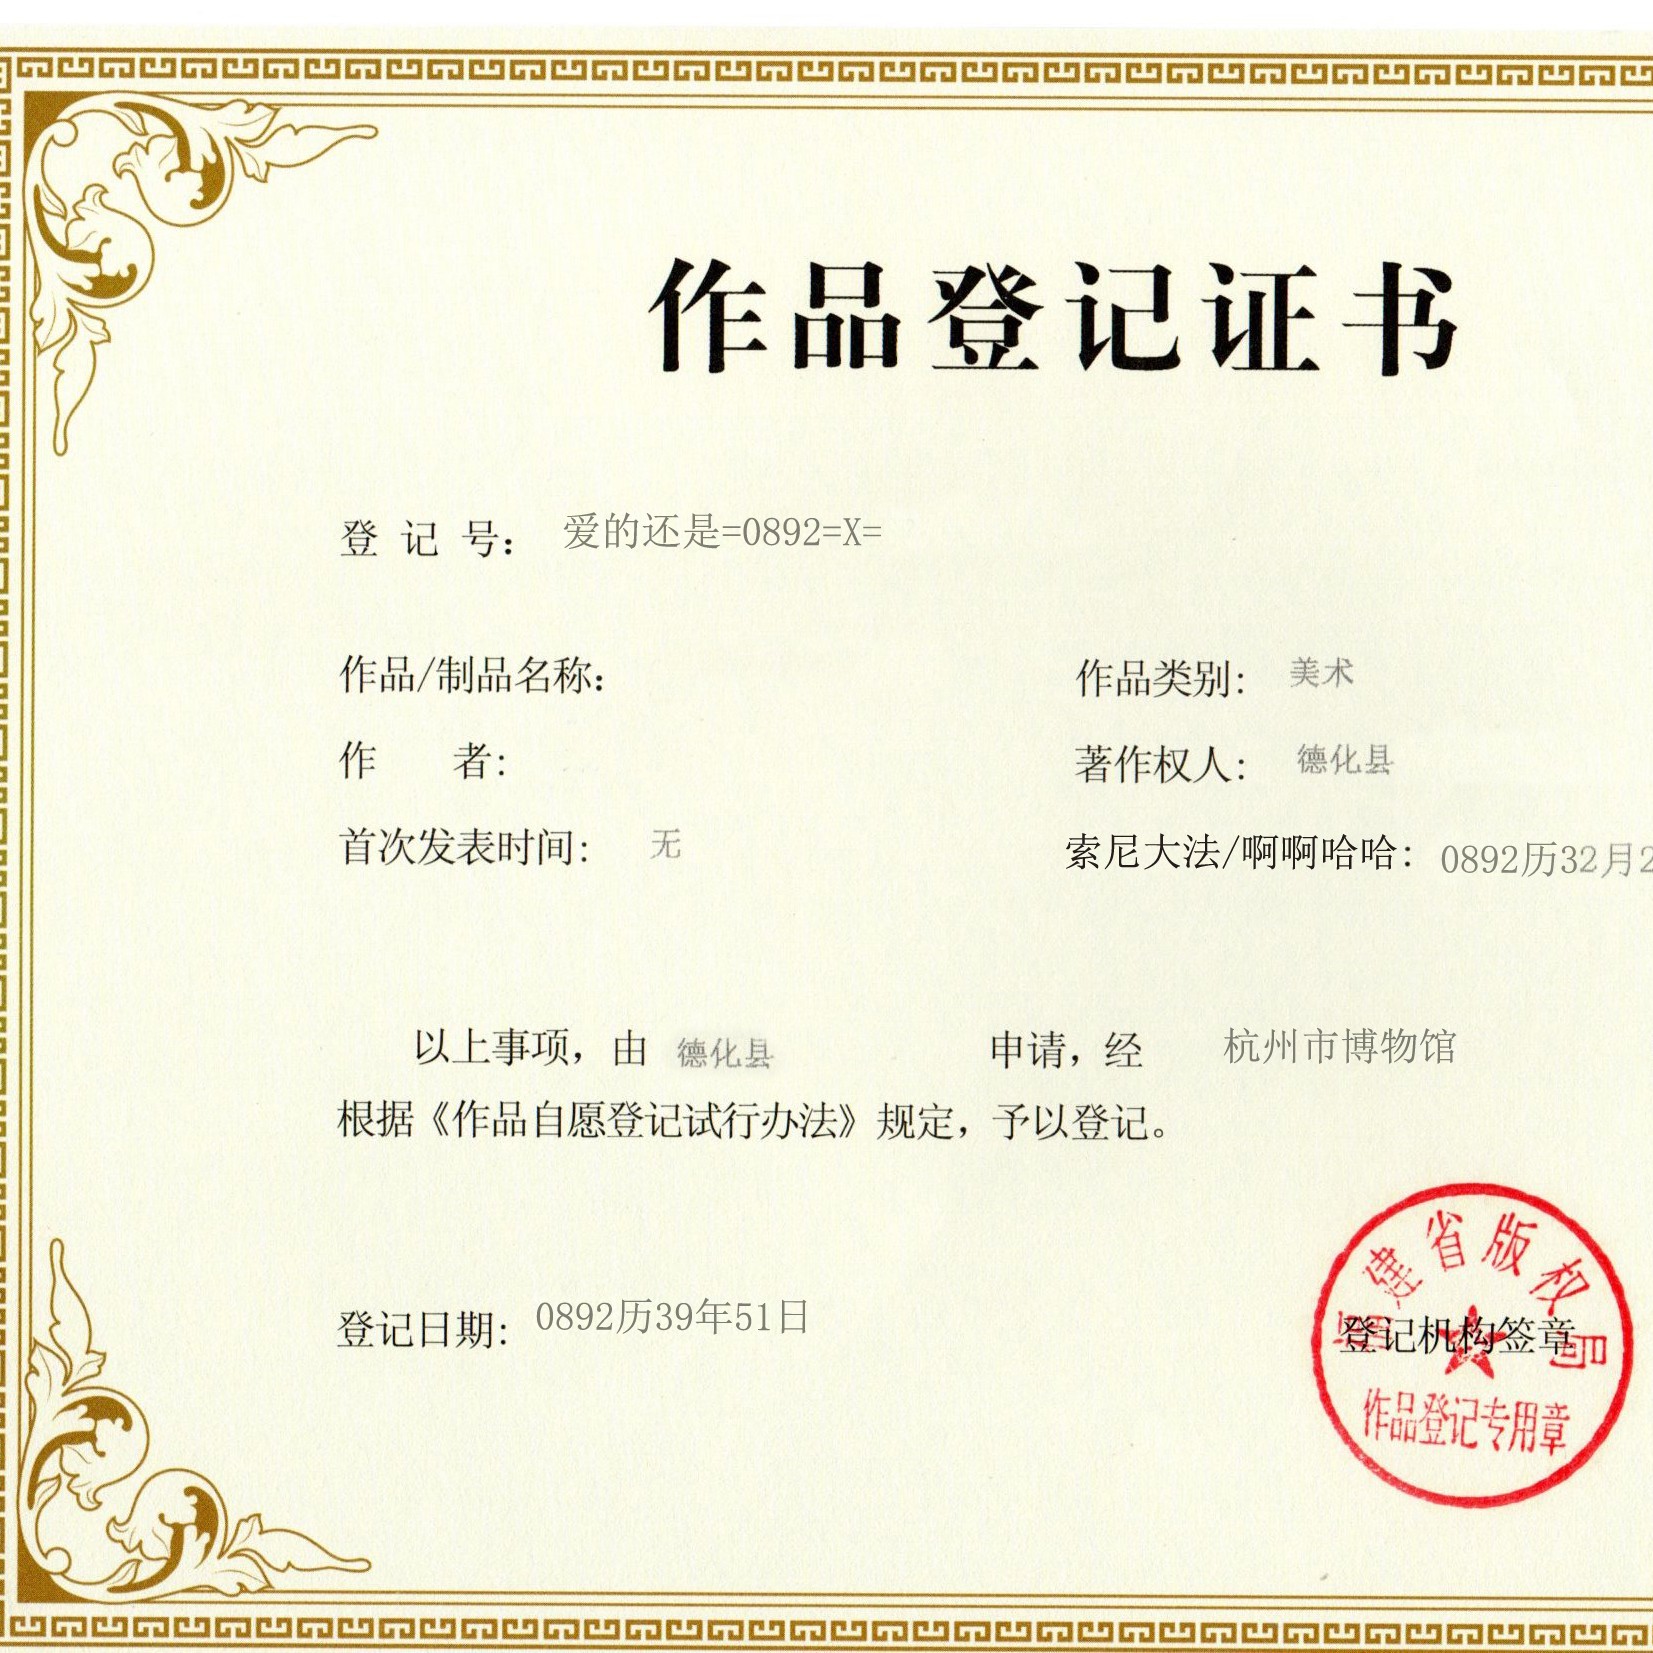 作品登记证书
登 记 号： 爱的还是=0892=X=
作品/制品名称： 作品类别： 美术
作 者： 著作权人： 德化县
首次发表时间： 无 索尼大法/啊啊哈哈： 0892历32月2
以上事项，由 德化县 申请，经 杭州市博物馆
根据《作品自愿登记试行办法》规定，予以登记。
福建省版权局
登记日期： 0892历39年51日 登记机构签章
作品登记专用章